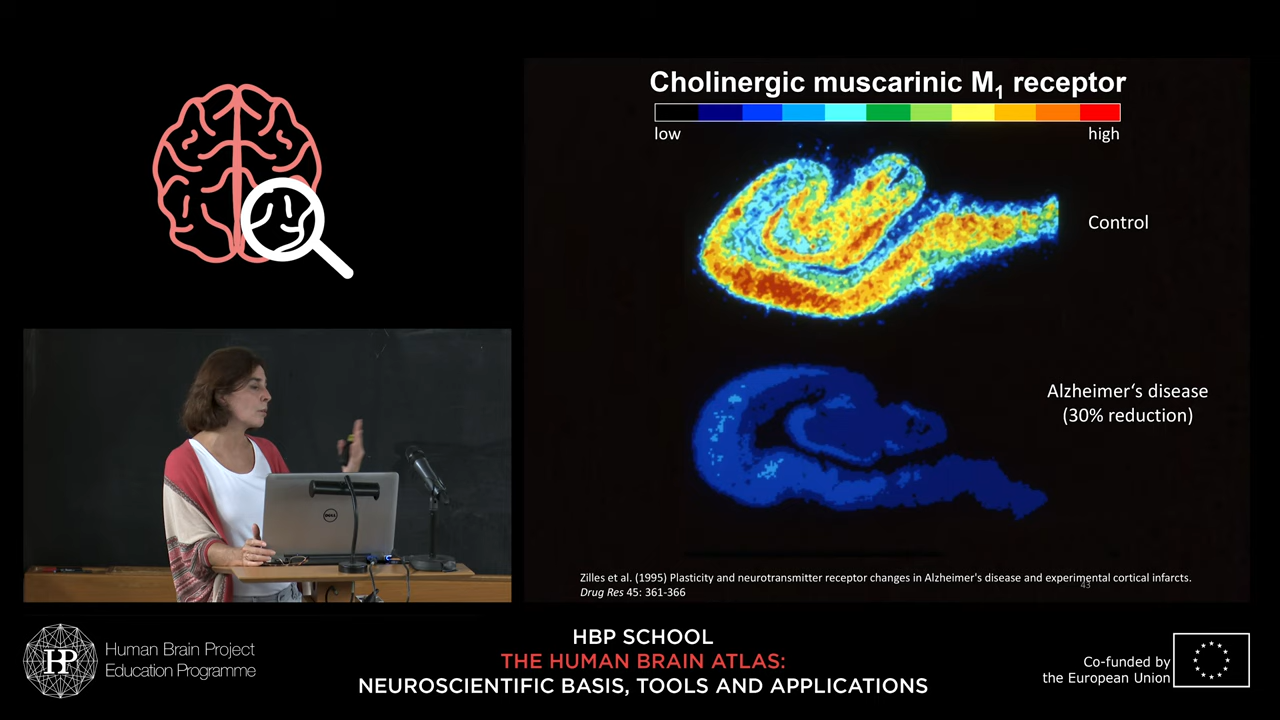 Cholinergic muscarinic M1 receptor
low high
Control
Alzheimer‘s disease
(30% reduction)
Zilles et al. (1995) Plasticity and neurotransmitter receptor changes in Alzheimer's disease and experimental cortical infarcts.
Drug Res 45: 361-366
43
DELL
HP
Human Brain Project
Education Programme
HBP SCHOOL
THE HUMAN BRAIN ATLAS:
NEUROSCIENTIFIC BASIS, TOOLS AND APPLICATIONS
Co-funded by
the European Union